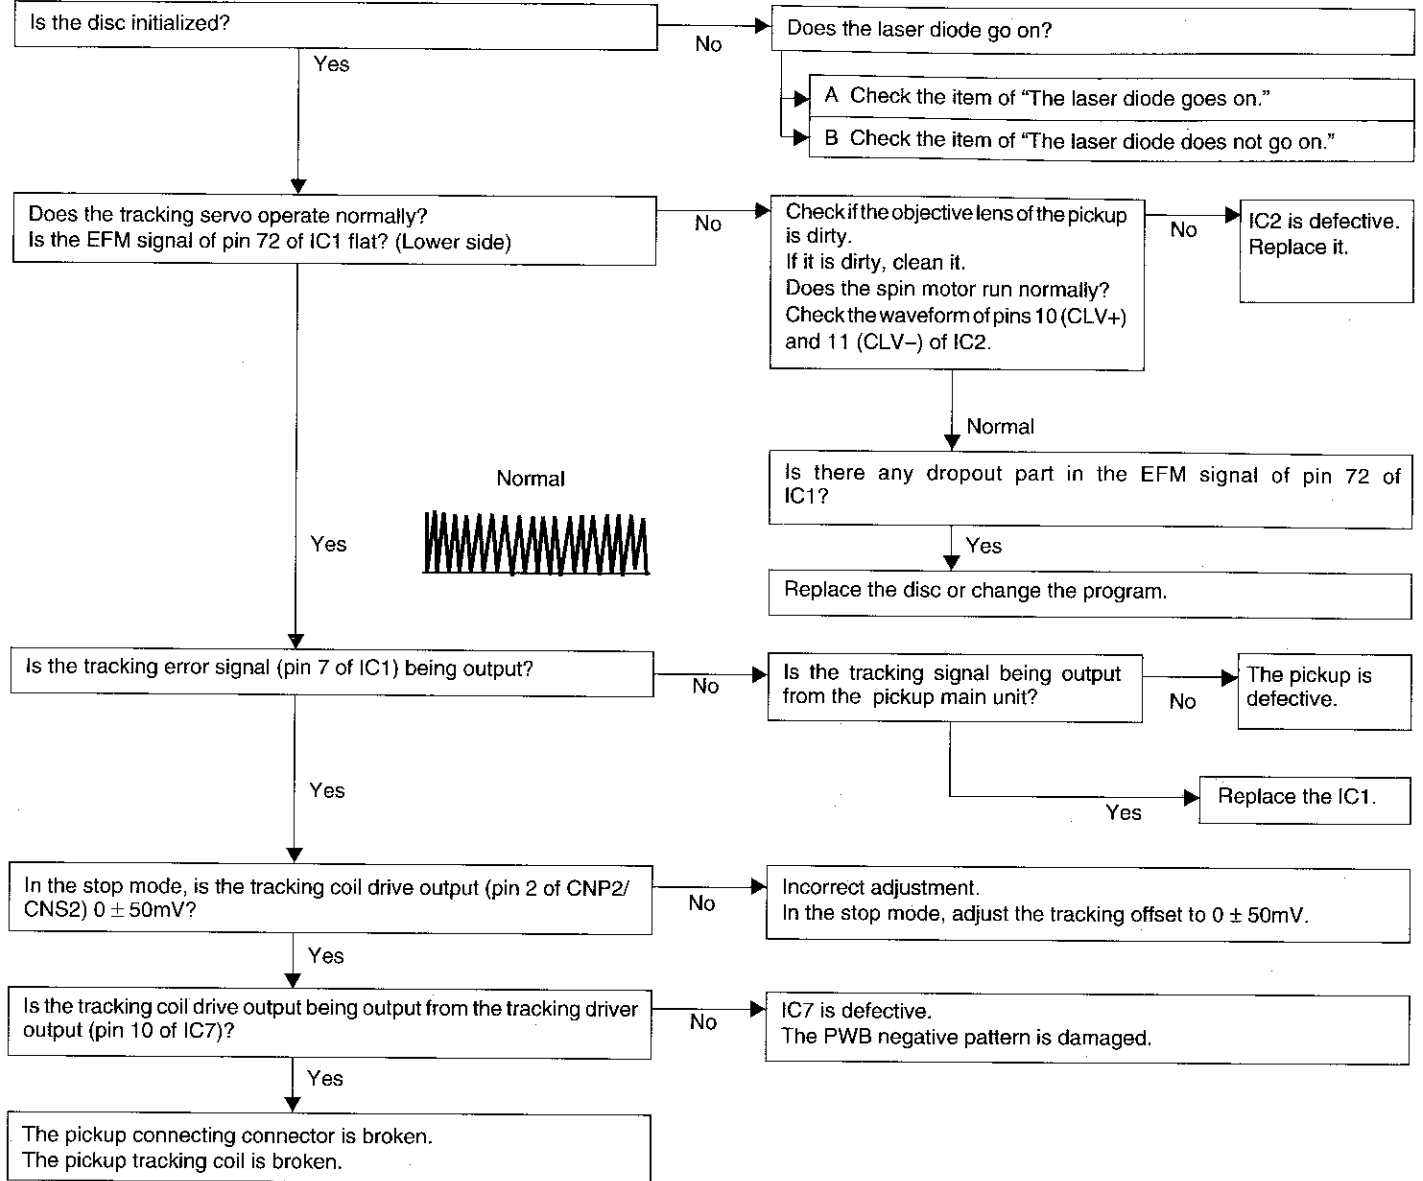 Is the disc initialized?
No
Does the laser diode go on?
Yes
A Check the item of “The laser diode goes on.”
B Check the item of “The laser diode does not go on.”
Does the tracking servo operate normally?
Is the EFM signal of pin 72 of IC1 flat? (Lower side)
No
Check if the objective lens of the pickup
is dirty.
If it is dirty, clean it.
Does the spin motor run normally?
Check the waveform of pins 10 (CLV+)
and 11 (CLV–) of IC2.
No
IC2 is defective.
Replace it.
Normal
Is there any dropout part in the EFM signal of pin 72 of
IC1?
Yes
Replace the disc or change the program.
Normal
Yes
Is the tracking error signal (pin 7 of IC1) being output?
No
Is the tracking signal being output
from the pickup main unit?
No
The pickup is
defective.
Yes
Replace the IC1.
Yes
In the stop mode, is the tracking coil drive output (pin 2 of CNP2/
CNS2) 0 ± 50mV?
No
Incorrect adjustment.
In the stop mode, adjust the tracking offset to 0 ± 50mV.
Yes
Is the tracking coil drive output being output from the tracking driver
output (pin 10 of IC7)?
No
IC7 is defective.
The PWB negative pattern is damaged.
Yes
The pickup connecting connector is broken.
The pickup tracking coil is broken.